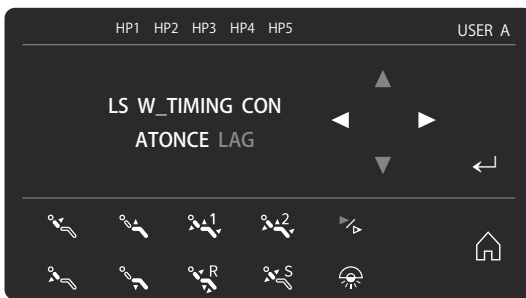 HP1 HP2 HP3 HP4 HP5 USER A
LS W_TIMING CON
ATONCE LAG
1 2
R S